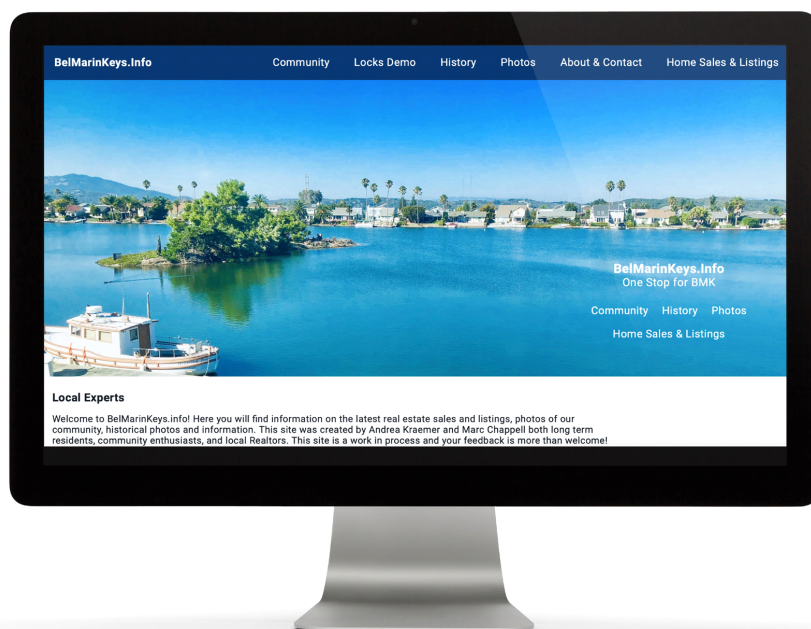 BelMarinKeys.Info Community Locks Demo History Photos About & Contact Home Sales & Listings
BelMarinKeys.Info
One Stop for BMK
Community History Photos
Home Sales & Listings
Local Experts
Welcome to BelMarinKeys.info! Here you will find information on the latest real estate sales and listings, photos of our
community, historical photos and information. This site was created by Andrea Kraemer and Marc Chappell both long term
residents, community enthusiasts, and local Realtors. This site is a work in process and your feedback is more than welcome!